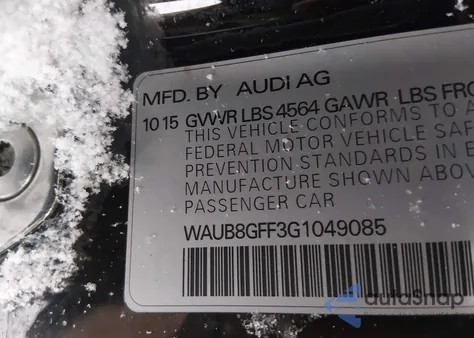 MFD. BY AUDI AG
10 15 GVWR LBS 4564 GAWR LBS FRO
THIS VEHICLE CONFORMS TO A
FEDERAL MOTOR VEHICLE SAF
PREVENTION STANDARDS IN E
MANUFACTURE SHOWN ABOV
PASSENGER CAR
WAUB8GFF3G1049085
autoSnap